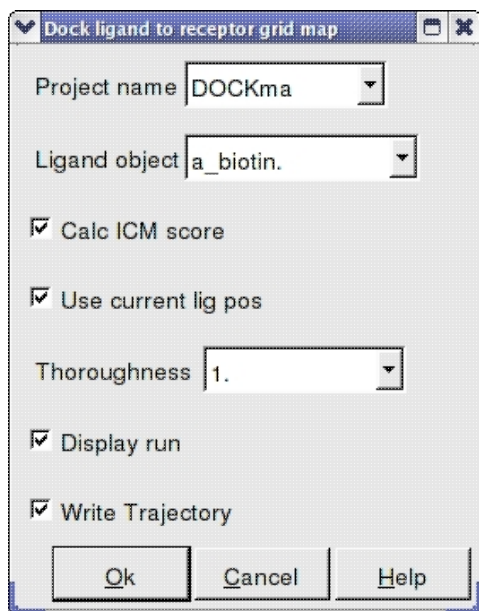 Dock ligand to receptor grid map
Project name DOCKma
Ligand object a_biotin.
Calc ICM score
Use current lig pos
Thoroughness 1.
Display run
Write Trajectory
Ok Cancel Help